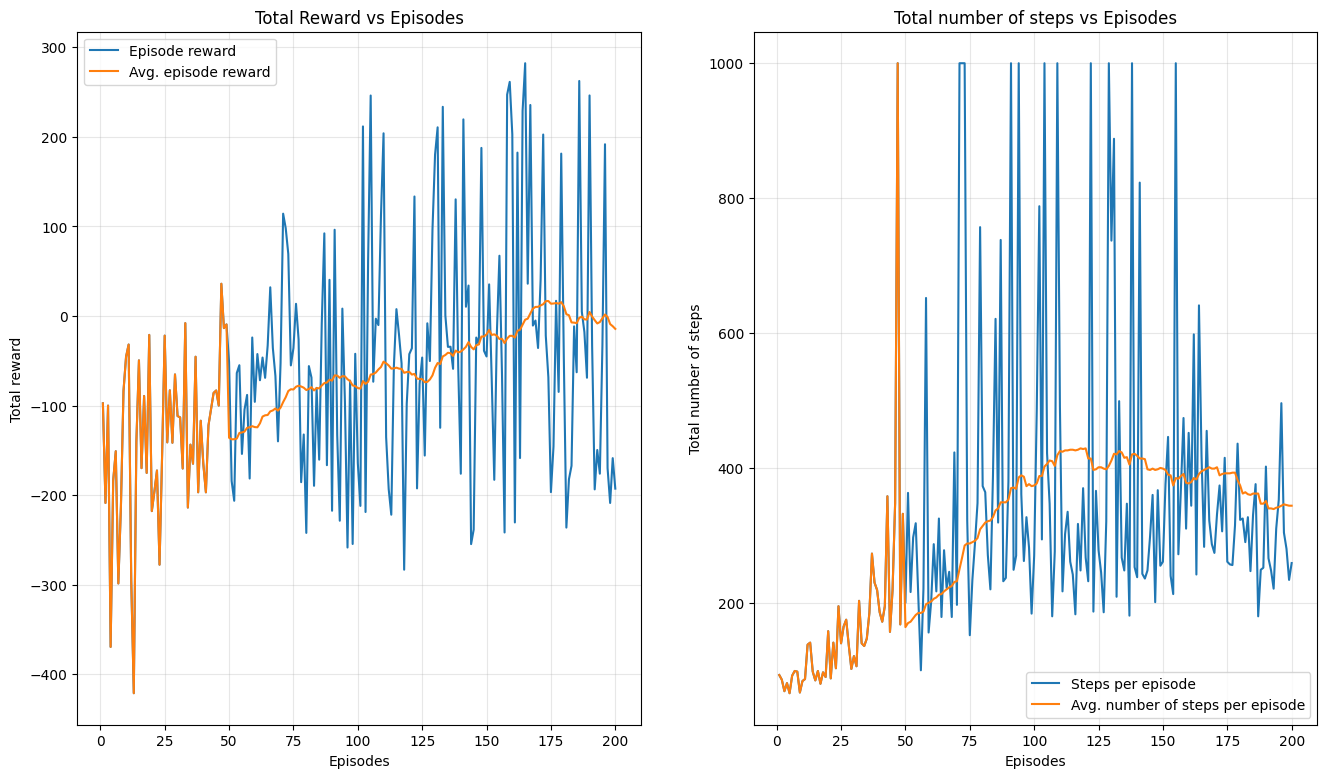 Total Reward vs Episodes
Episode reward
Avg. episode reward
300
200
100
0
−100
−200
−300
−400
Total reward
0 25 50 75 100 125 150 175 200
Episodes
Total number of steps vs Episodes
1000
800
600
400
200
Total number of steps
Steps per episode
Avg. number of steps per episode
0 25 50 75 100 125 150 175 200
Episodes